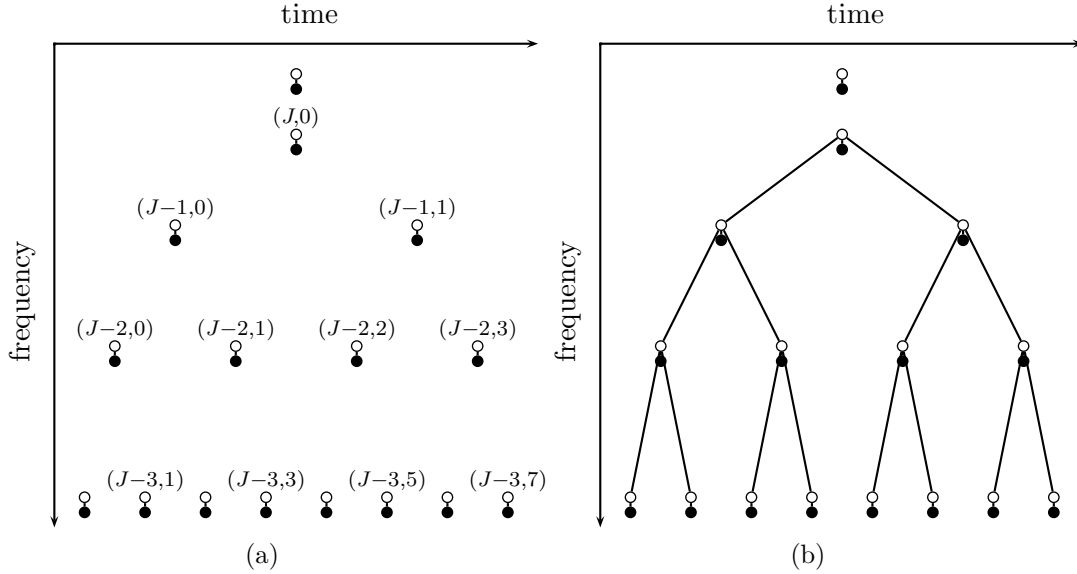 time
time
(J,0)
(J−1,0) (J−1,1)
frequency
frequency
(J−2,0) (J−2,1) (J−2,2) (J−2,3)
(J−3,1) (J−3,3) (J−3,5) (J−3,7)
(a)
(b)